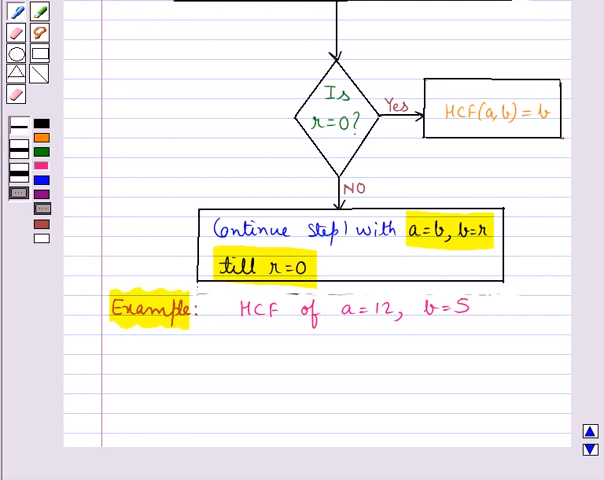 Is
r=0?
Yes
HCF(a,b) = b
NO
Continue step1 with a=b, b=r
till r=0
Example: HCF of a=12, b=5